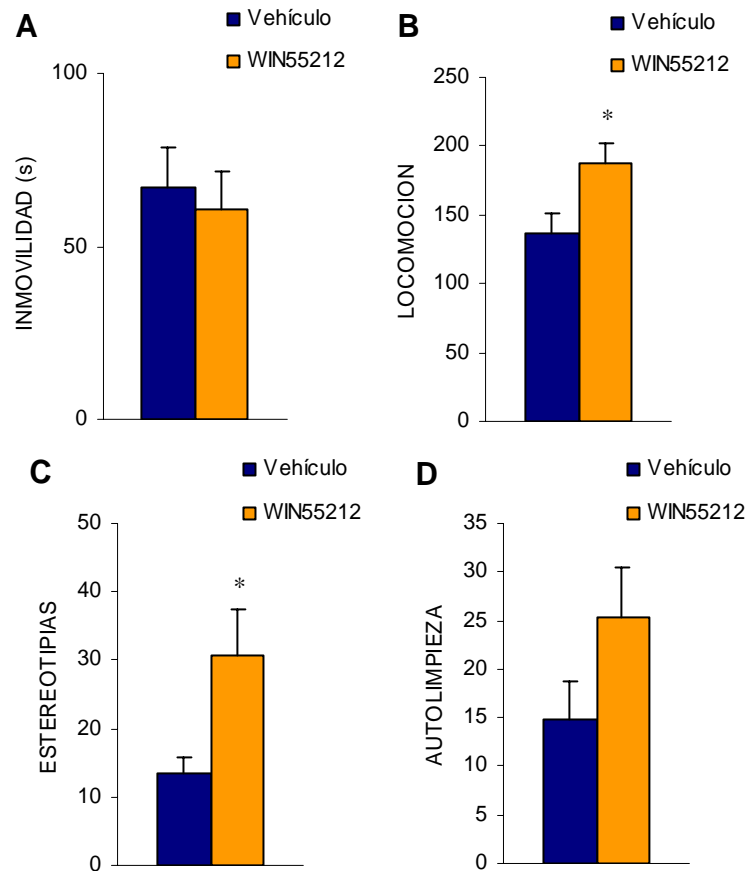 A
Vehículo
WIN55212
INMOVILIDAD (s)
100
50
0
B
Vehículo
WIN55212
LOCOMOCION
250
200
150
100
50
0
*
C
Vehículo
WIN55212
ESTEREOTIPIAS
50
40
30
20
10
0
*
D
Vehículo
WIN55212
AUTOLIMPIEZA
35
30
25
20
15
10
5
0